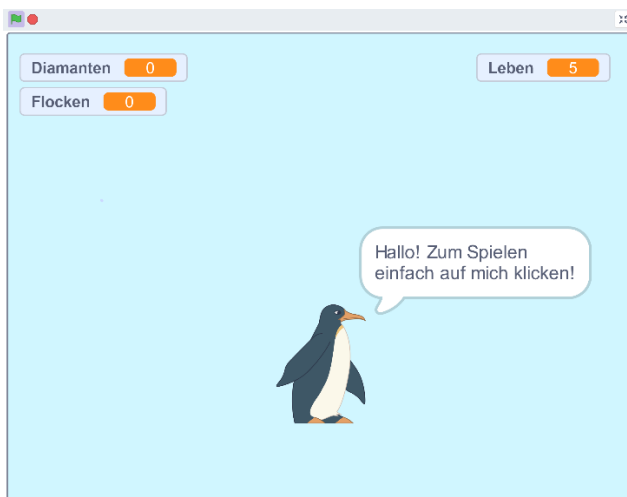 Diamanten 0
Leben 5
Flocken 0
Hallo! Zum Spielen
einfach auf mich klicken!